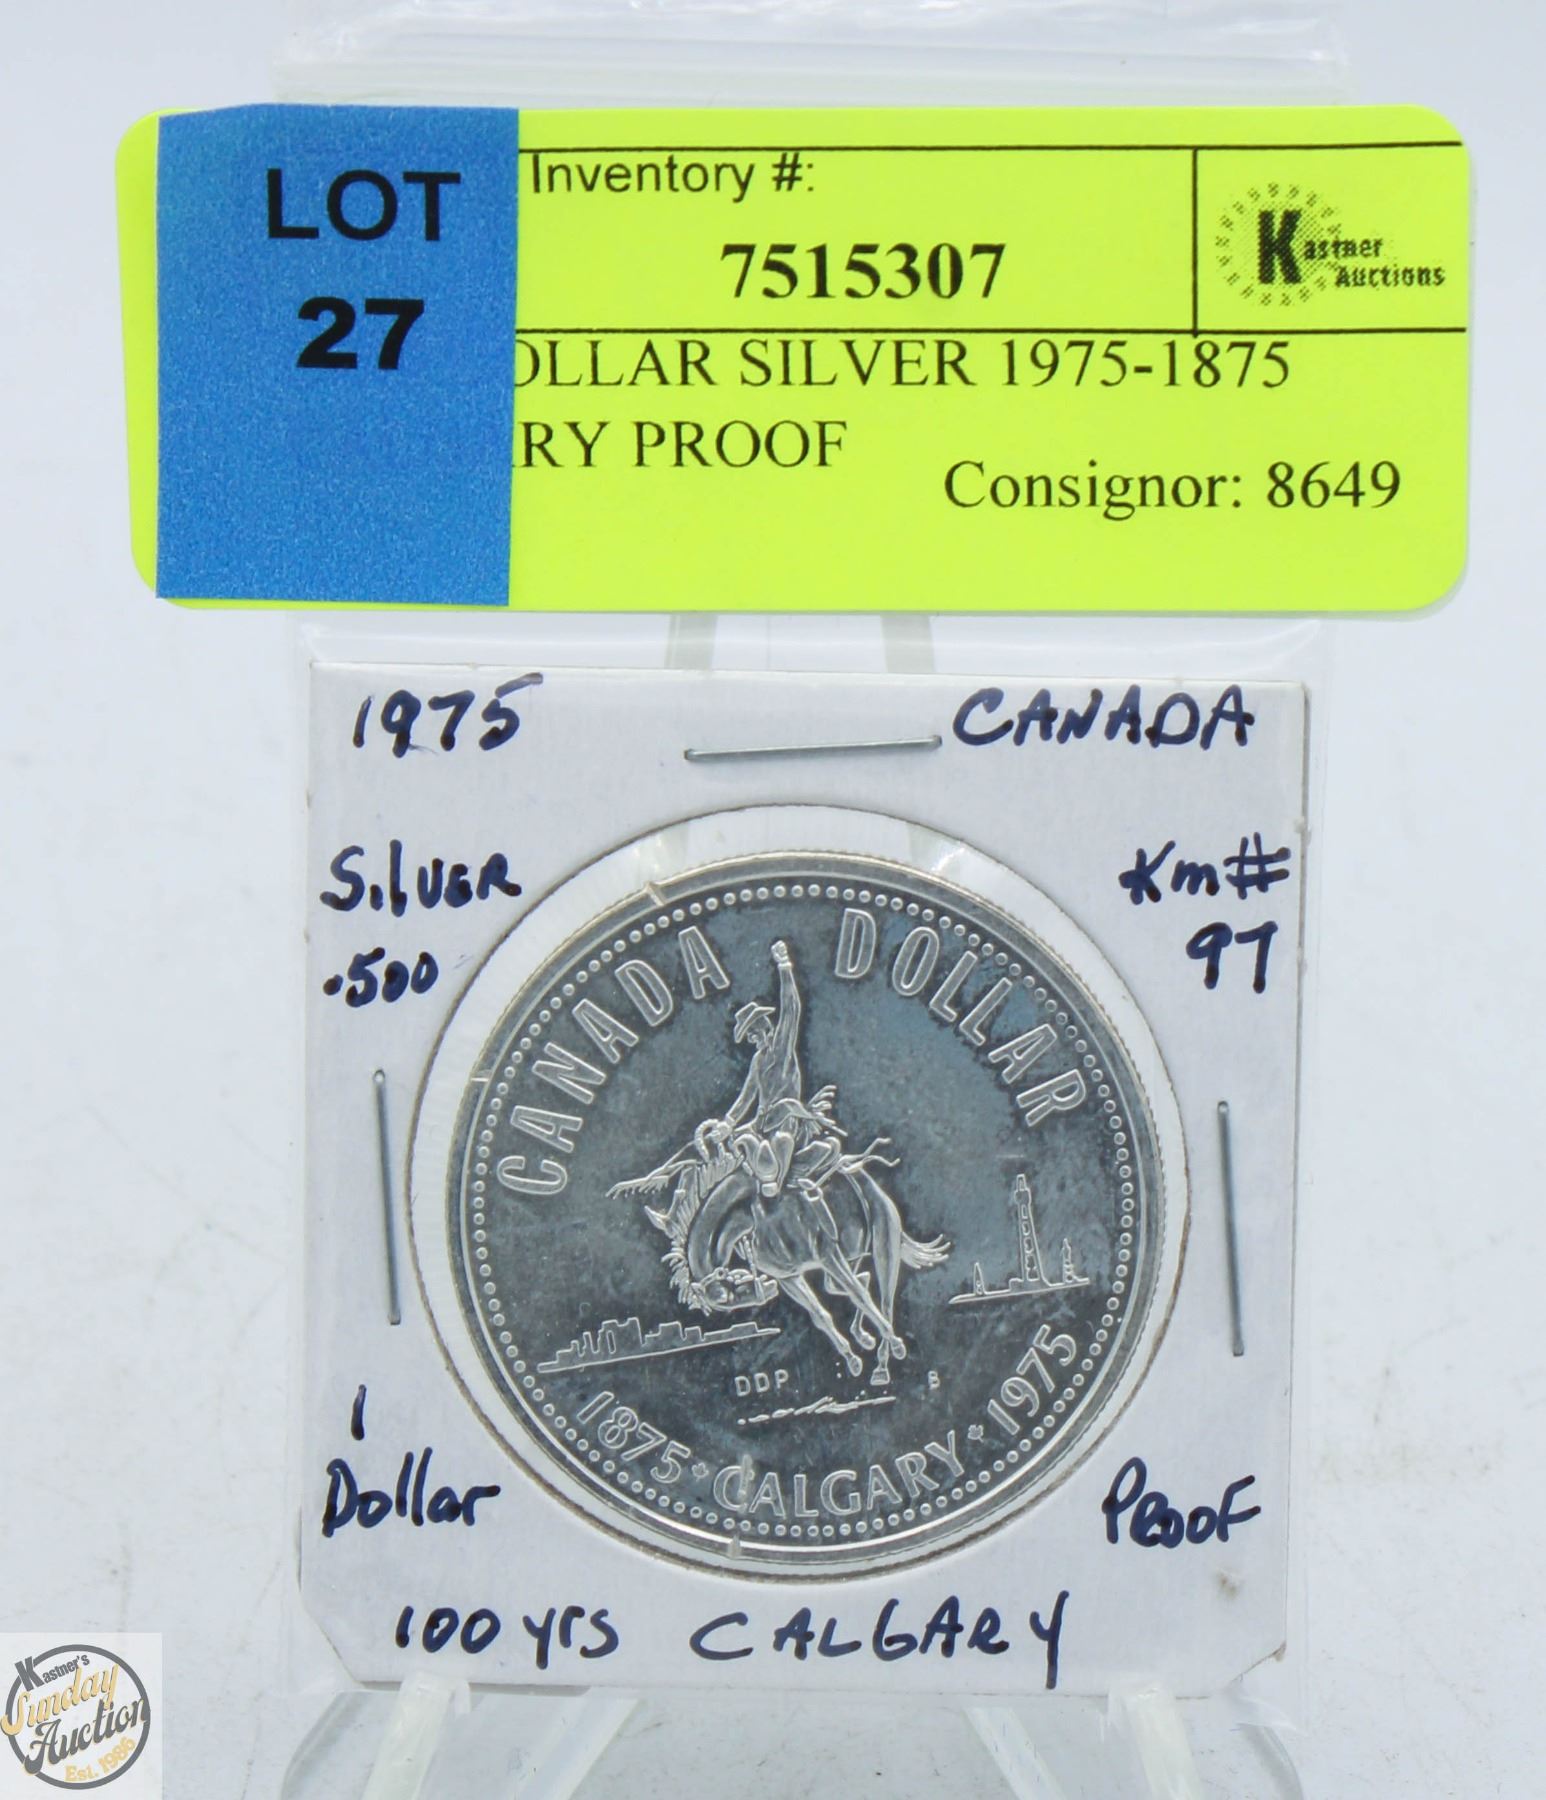 LOT
27
Inventory #:
7515307
Kastner
Auctions
OLLAR SILVER 1975-1875
RY PROOF
Consignor: 8649
1975
CANADA
Silver
.500
Km#
97
CANADA DOLLAR
DDP
B
1875 CALGARY 1975
1
Dollar
Proof
100 yrs CALGARY
Kastner's
Sunday
Auction
Est. 1986